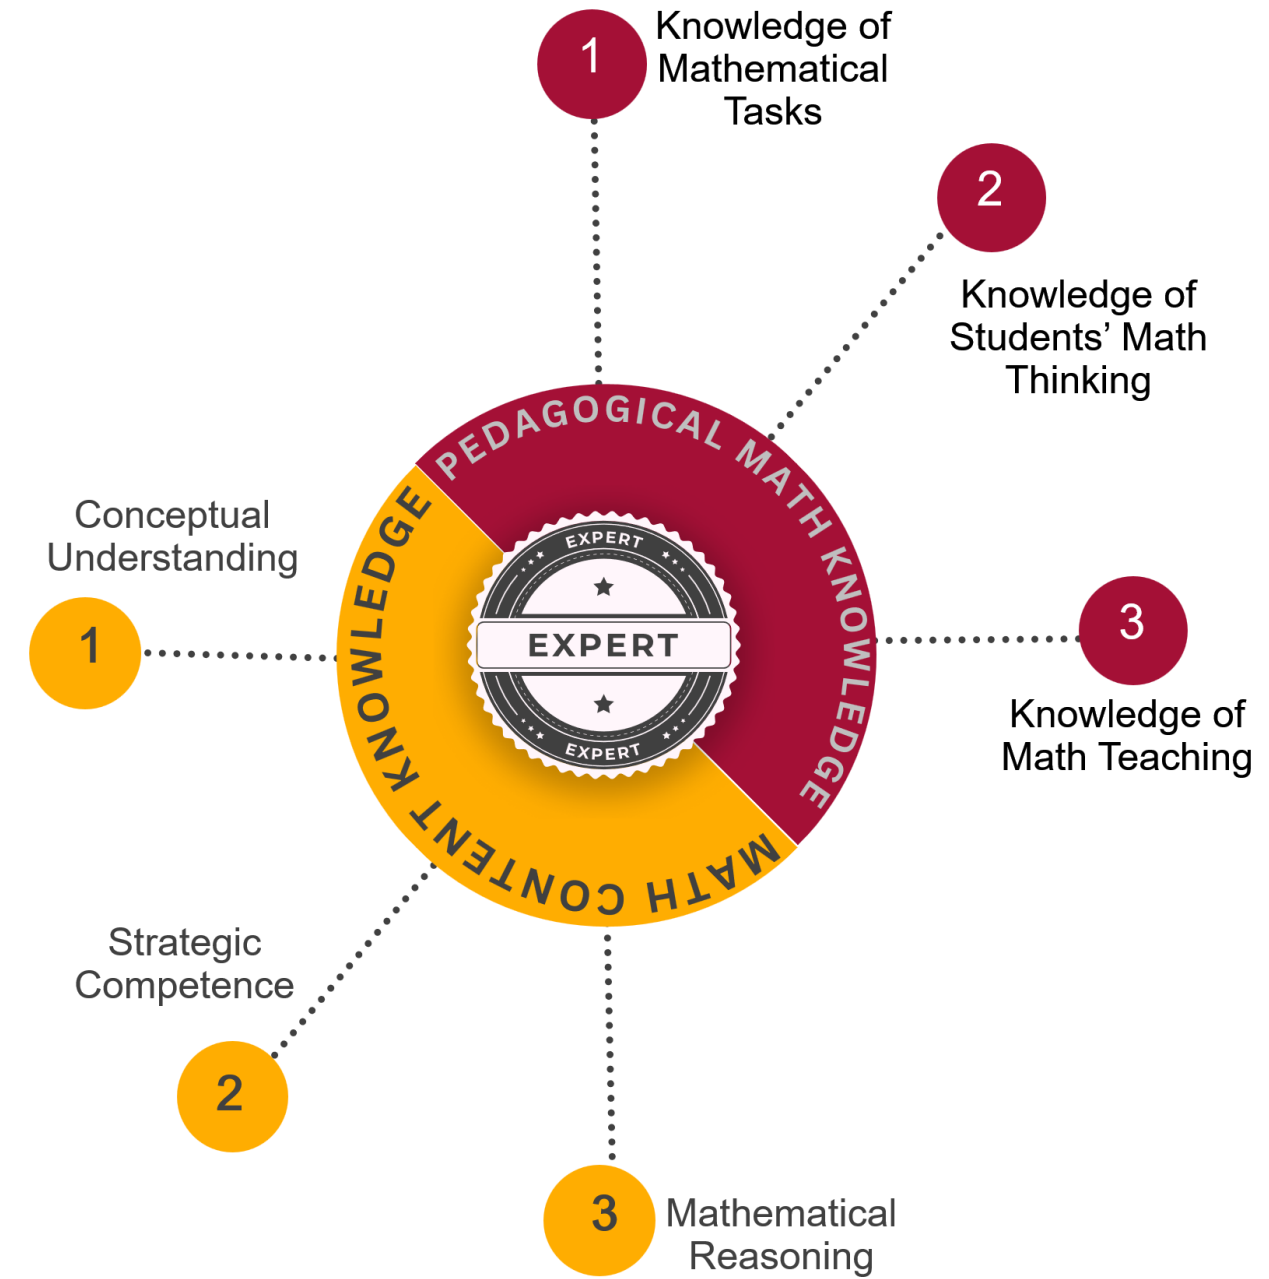 1
Knowledge of
Mathematical
Tasks
2
Knowledge of
Students’ Math
Thinking
3
Knowledge of
Math Teaching
PEDAGOGICAL MATH KNOWLEDGE
EXPERT
EXPERT
EXPERT
MATH CONTENT KNOWLEDGE
Conceptual
Understanding
1
Strategic
Competence
2
3
Mathematical
Reasoning